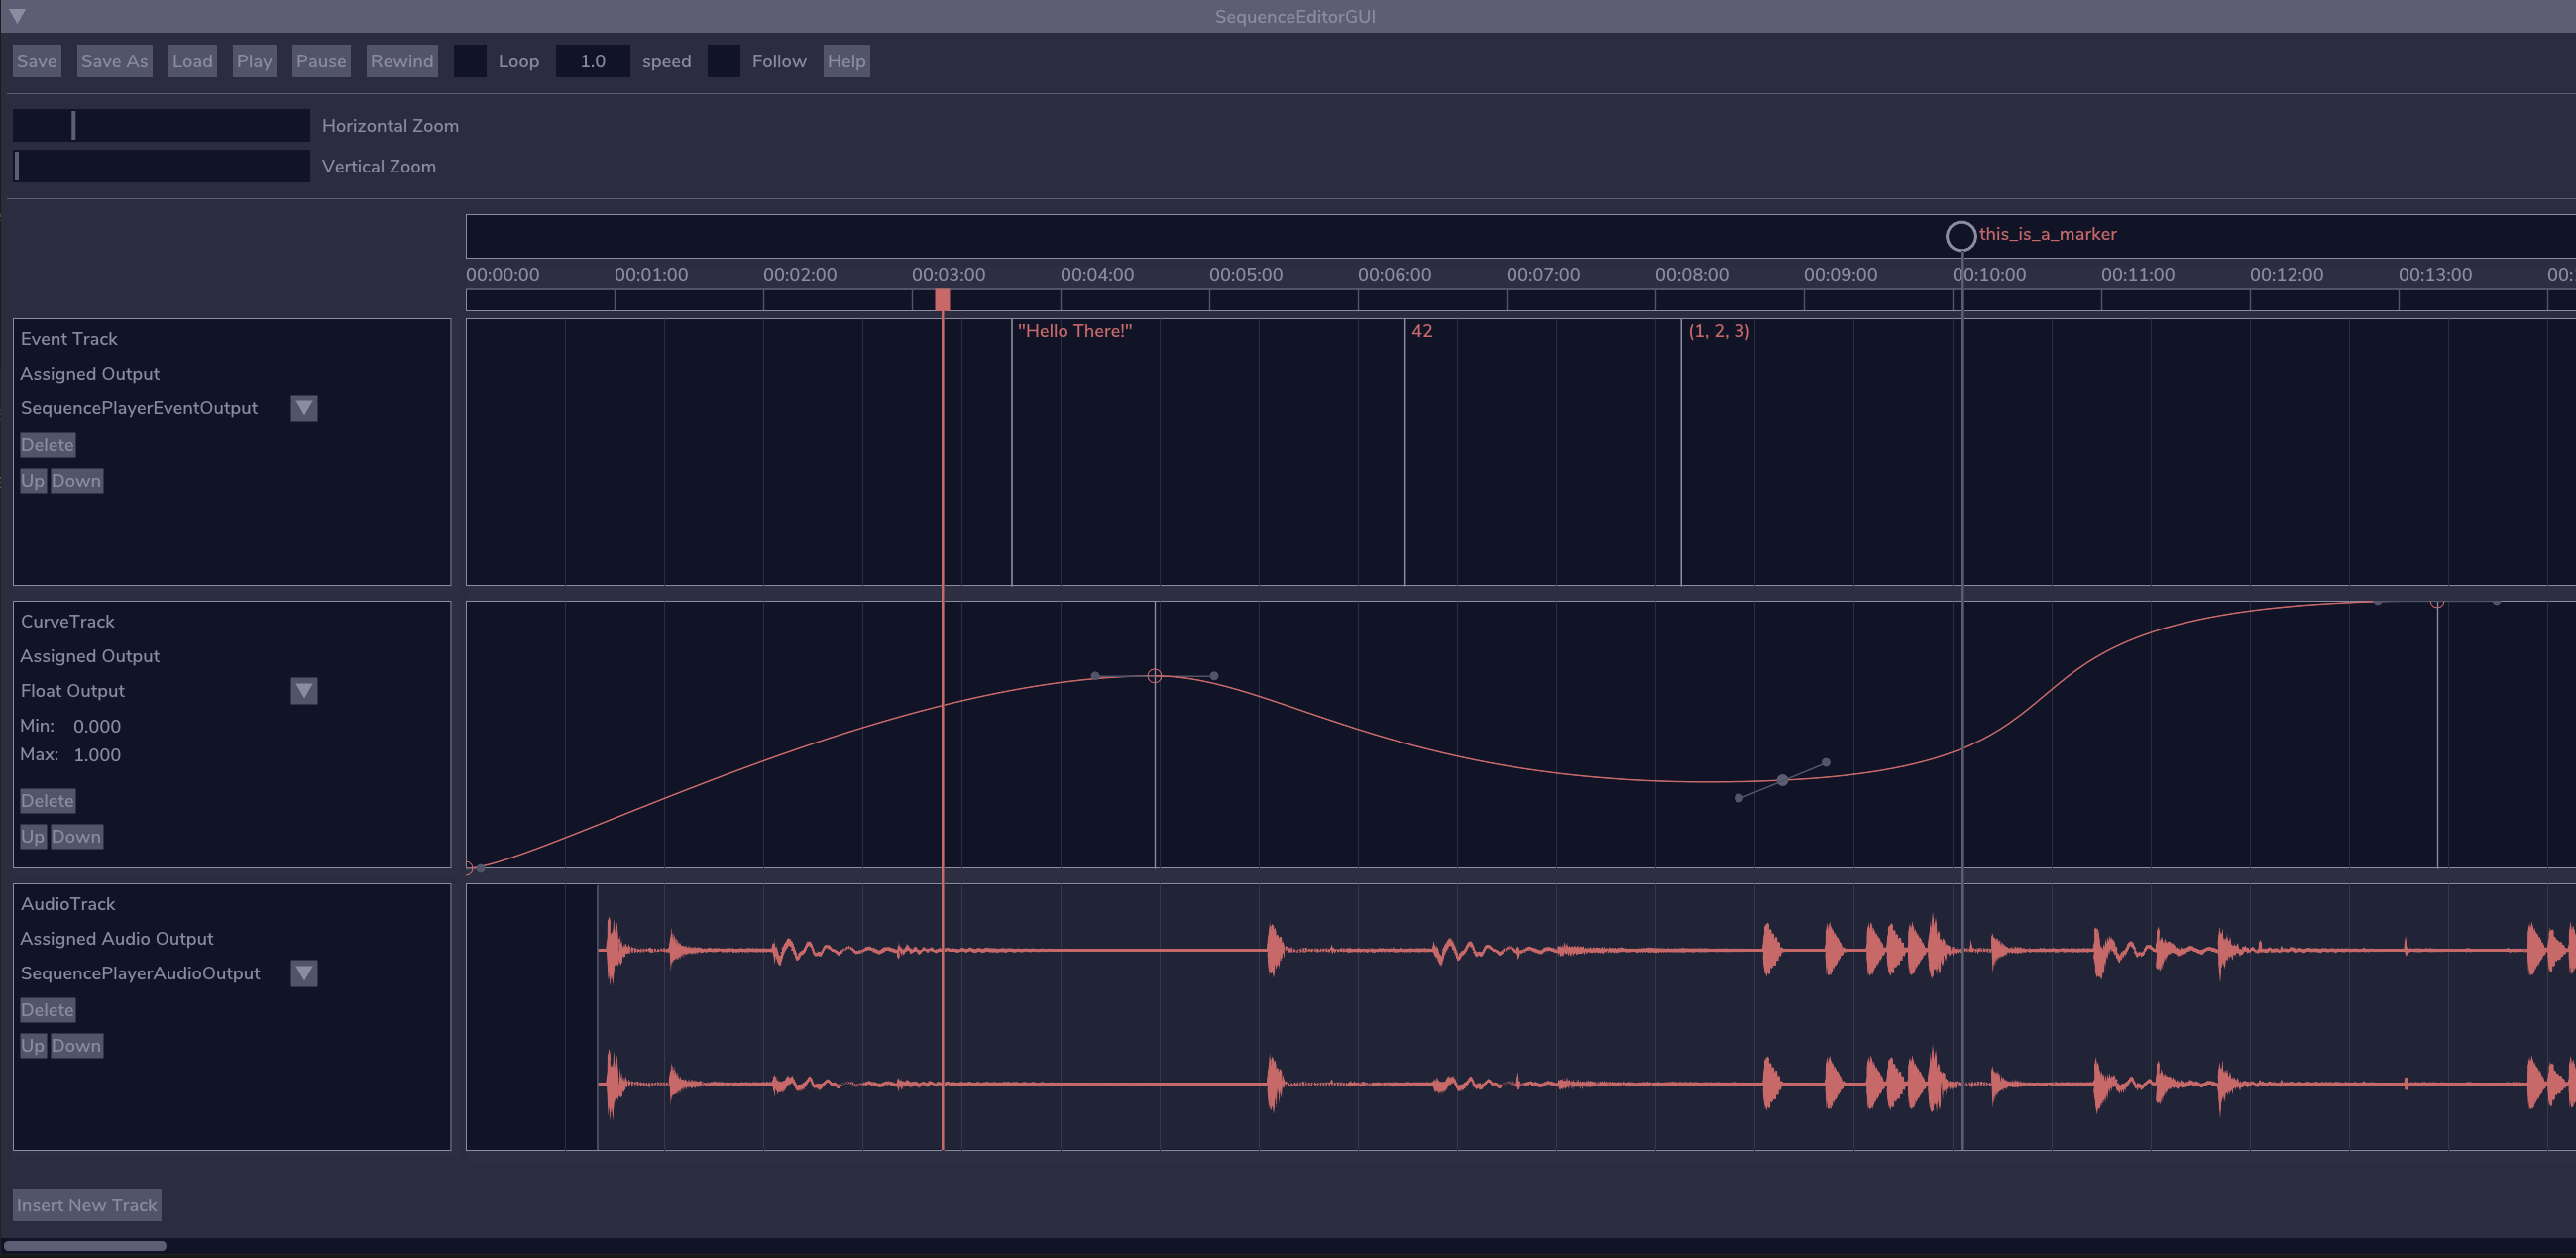 SequenceEditorGUI
Save Save As Load Play Pause Rewind Loop 1.0 speed Follow Help
Horizontal Zoom
Vertical Zoom
this_is_a_marker
00:00:00 00:01:00 00:02:00 00:03:00 00:04:00 00:05:00 00:06:00 00:07:00 00:08:00 00:09:00 00:10:00 00:11:00 00:12:00 00:13:00 00:
Event Track
"Hello There!" 42 (1, 2, 3)
Assigned Output
SequencePlayerEventOutput
Delete
Up Down
CurveTrack
Assigned Output
Float Output
Min: 0.000
Max: 1.000
Delete
Up Down
AudioTrack
Assigned Audio Output
SequencePlayerAudioOutput
Delete
Up Down
Insert New Track